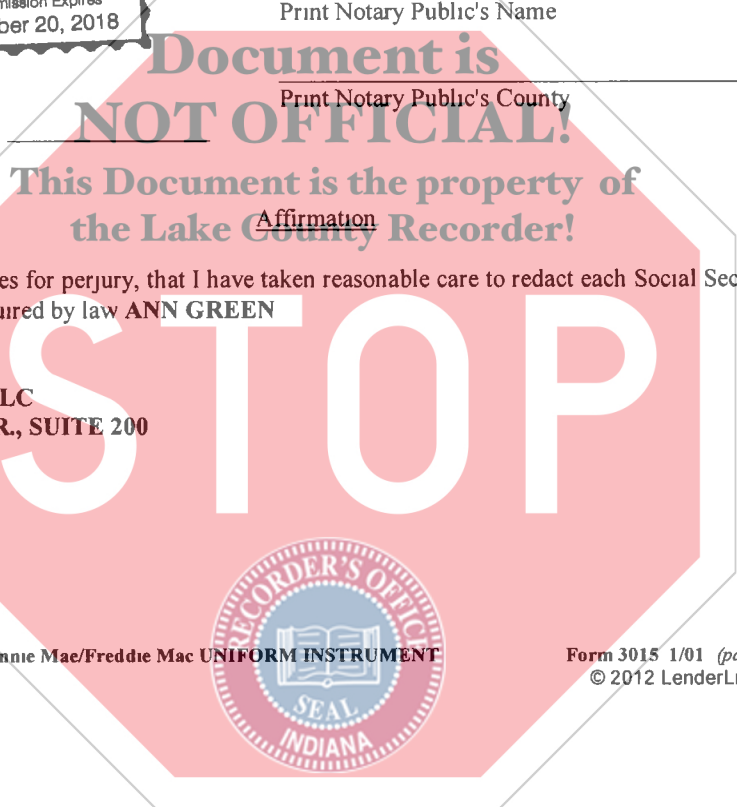 mission Expires
ber 20, 2018
Print Notary Public's Name
Document is
Print Notary Public's County
NOT OFFICIAL!
This Document is the property of
Affirmation
the Lake County Recorder!
es for perjury, that I have taken reasonable care to redact each Social Sec
uired by law ANN GREEN
STOP
LC
R., SUITE 200
RECORDER'S OFFICE
SEAL
INDIANA
nnie Mae/Freddie Mac UNIFORM INSTRUMENT
Form 3015 1/01 (pa
© 2012 LenderL